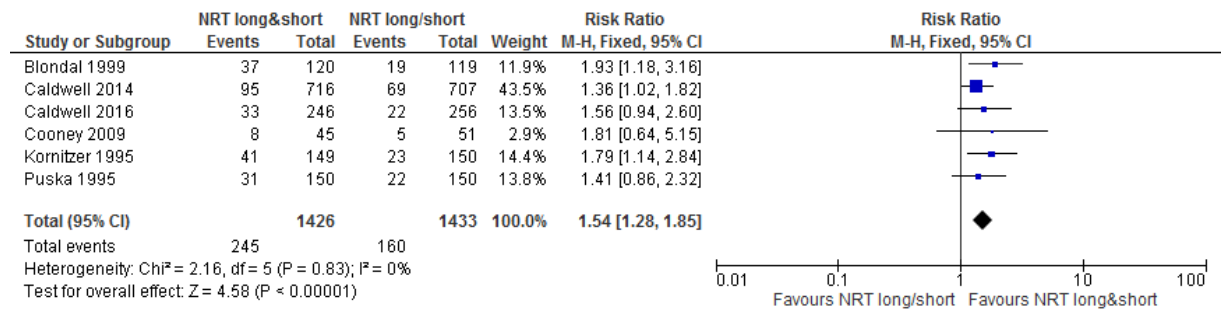 NRT long&short NRT long/short Risk Ratio Risk Ratio
Study or Subgroup Events Total Events Total Weight M-H, Fixed, 95% CI M-H, Fixed, 95% CI
Blondal 1999 37 120 19 119 11.9% 1.93 [1.18, 3.16]
Caldwell 2014 95 716 69 707 43.5% 1.36 [1.02, 1.82]
Caldwell 2016 33 246 22 256 13.5% 1.56 [0.94, 2.60]
Cooney 2009 8 45 5 51 2.9% 1.81 [0.64, 5.15]
Kornitzer 1995 41 149 23 150 14.4% 1.79 [1.14, 2.84]
Puska 1995 31 150 22 150 13.8% 1.41 [0.86, 2.32]
Total (95% CI) 1426 1433 100.0% 1.54 [1.28, 1.85]
Total events 245 160
Heterogeneity: Chi² = 2.16, df = 5 (P = 0.83); I² = 0%
Test for overall effect: Z = 4.58 (P < 0.00001)
0.01 0.1 1 10 100
Favours NRT long/short Favours NRT long&short